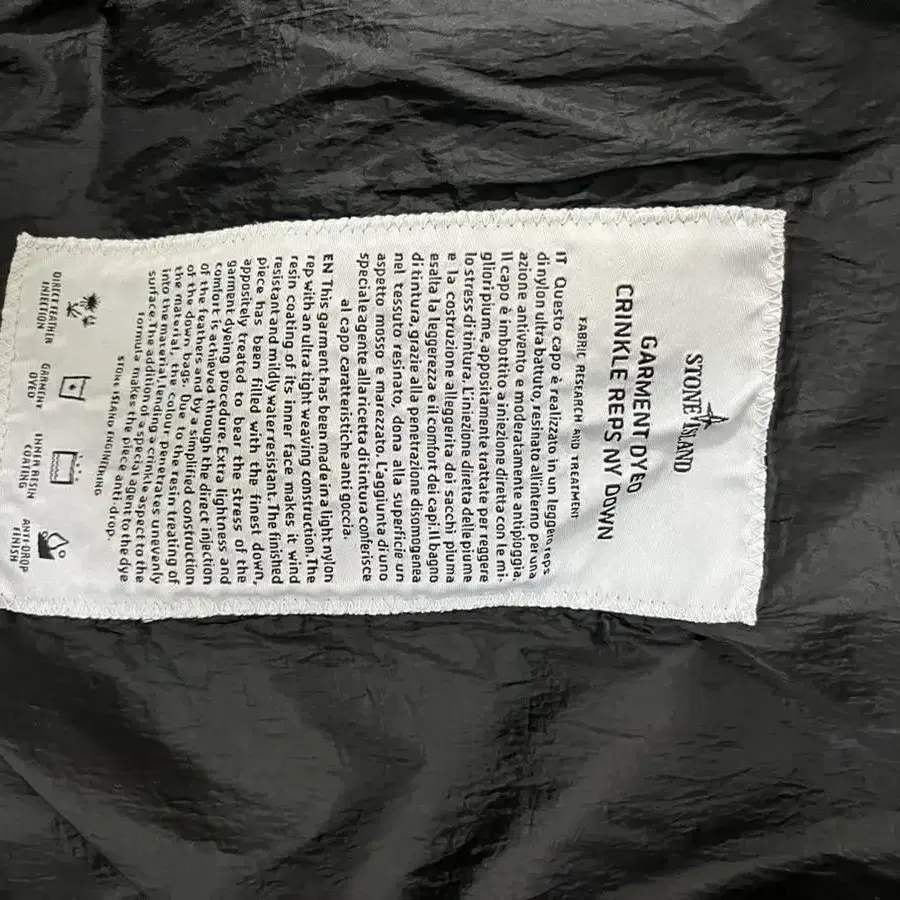 STONE ISLAND
GARMENT DYED
CRINKLE REPS NY DOWN
FABRIC RESEARCH AND TREATMENT
IT Questo capo è realizzato in un leggero reps
di nylon ultra battuto, resinato all'interno per una
azione antivento e moderatamente antipioggia.
Il capo è imbottito a iniezione diretta con le mi-
gliori piume, appositamente trattate per reggere
lo stress di tintura. L'iniezione diretta delle piume
e la costruzione alleggerita dei sacchi piuma
esalta la leggerezza e il comfort dei capi. Il bagno
di tintura, grazie alla penetrazione disomogenea
nel tessuto resinato, dona alla superficie un
aspetto mosso e marezzato. L'aggiunta di uno
speciale agente alla ricetta di tintura conferisce
al capo caratteristiche anti goccia.
EN This garment has been made in a light nylon
rep with an ultra tight weaving construction. The
resin coating of its inner face makes it wind
resistant and mildly water resistant. The finished
piece has been filled with the finest down,
appositely treated to bear the stress of the
garment dyeing procedure. Extra lightness and
comfort is achieved through the direct injection
of the feathers and by a simplified construction
of the down bags. Due to the resin treating of
the material, the colour penetrates unevenly
into the material, lending a crinkle aspect to the
surface. The addition of a special agent to the dye
formula makes the piece anti-drop.
STONE ISLAND ENGINEERING
DIRECT FEATHER
INJECTION
GARMENT
DYED
INNER RESIN
COATING
ANTI DROP
FINISH